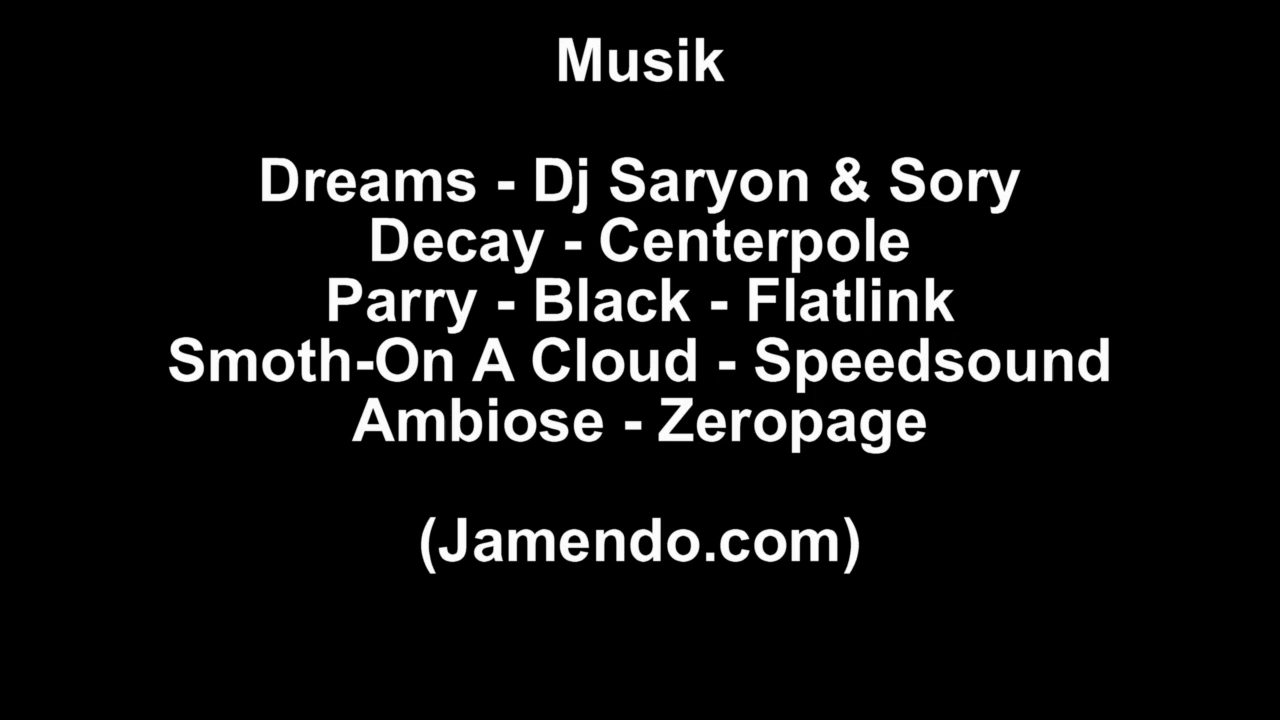 Musik
Dreams - Dj Saryon & Sory
Decay - Centerpole
Parry - Black - Flatlink
Smoth-On A Cloud - Speedsound
Ambiose - Zeropage
(Jamendo.com)